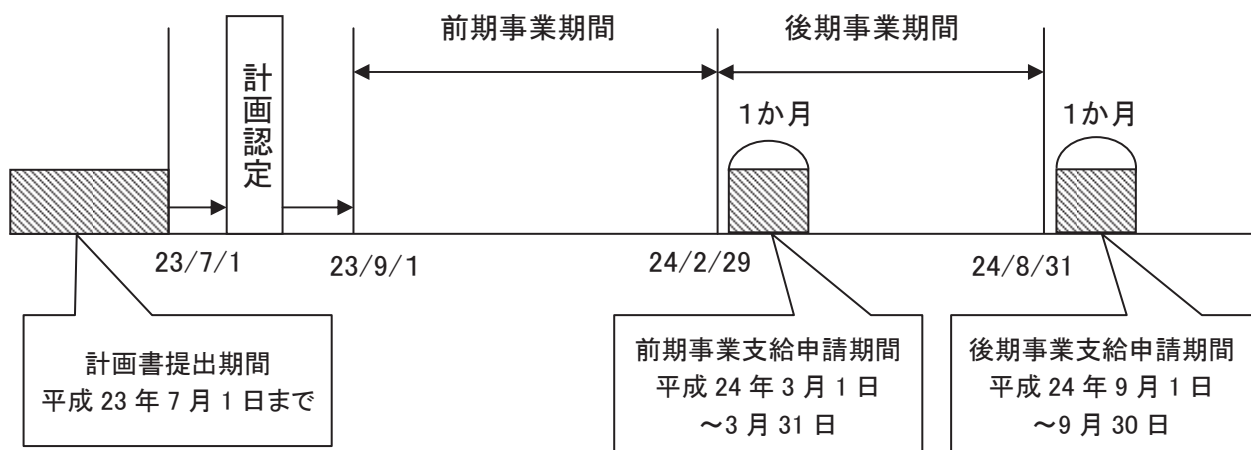 前期事業期間
後期事業期間
計画認定
1か月
1か月
23/7/1
23/9/1
24/2/29
24/8/31
計画書提出期間
平成 23 年 7 月 1 日まで
前期事業支給申請期間
平成 24 年 3 月 1 日
～3 月 31 日
後期事業支給申請期間
平成 24 年 9 月 1 日
～9 月 30 日